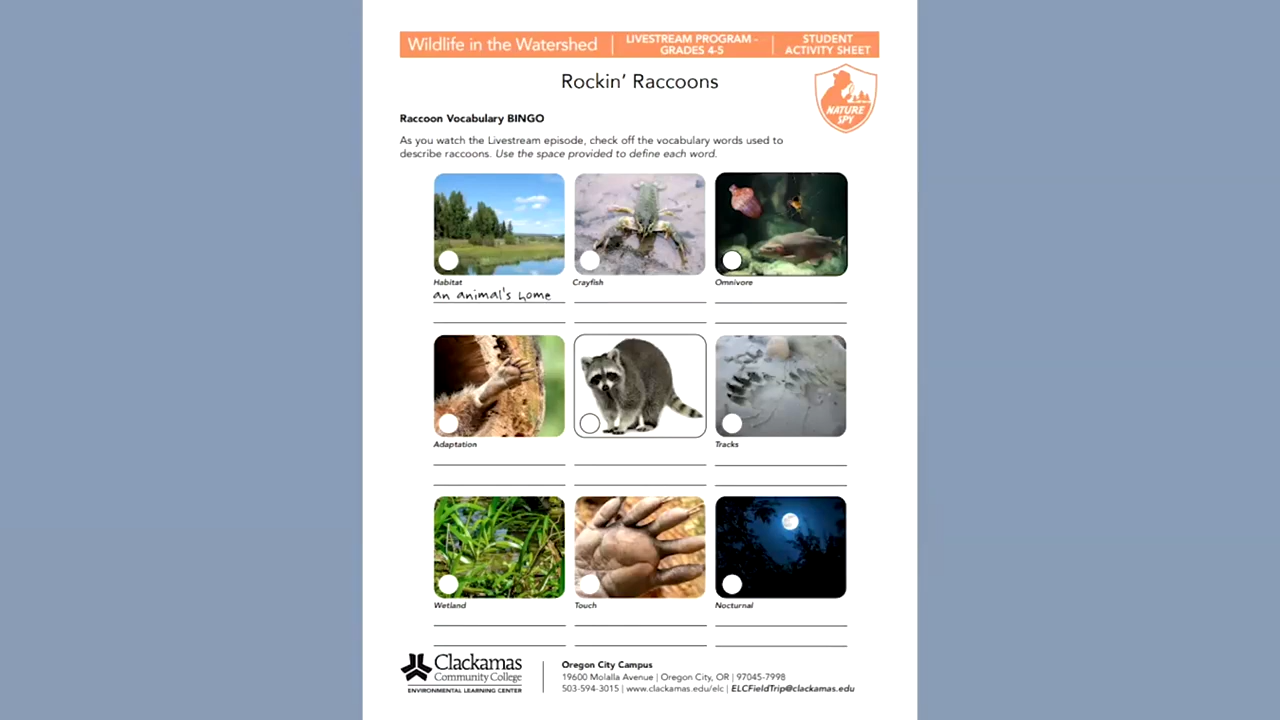 Wildlife in the Watershed
LIVESTREAM PROGRAM -
GRADES 4-5
STUDENT
ACTIVITY SHEET
Rockin' Raccoons
NATURE
SPY
Raccoon Vocabulary BINGO
As you watch the Livestream episode, check off the vocabulary words used to
describe raccoons. Use the space provided to define each word.
Habitat
an animal's home
Crayfish
Omnivore
Adaptation
Tracks
Wetland
Touch
Nocturnal
Clackamas
Community College
ENVIRONMENTAL LEARNING CENTER
Oregon City Campus
19600 Molalla Avenue | Oregon City, OR | 97045-7998
503-594-3015 | www.clackamas.edu/elc | ELCFieldTrip@clackamas.edu